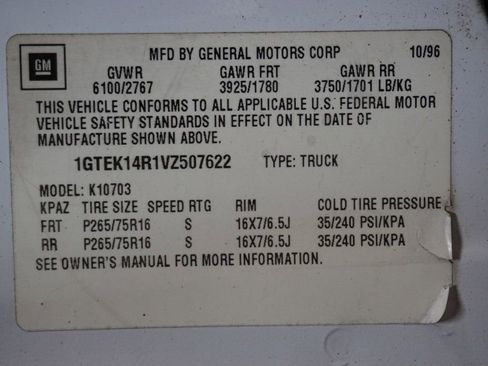 GM
MFD BY GENERAL MOTORS CORP 10/96
GVWR GAWR FRT GAWR RR
6100/2767 3925/1780 3750/1701 LB/KG
THIS VEHICLE CONFORMS TO ALL APPLICABLE U.S. FEDERAL MOTOR
VEHICLE SAFETY STANDARDS IN EFFECT ON THE DATE OF
MANUFACTURE SHOWN ABOVE.
1GTEK14R1VZ507622 TYPE: TRUCK
MODEL: K10703
KPAZ TIRE SIZE SPEED RTG RIM COLD TIRE PRESSURE
FRT P265/75R16 S 16X7/6.5J 35/240 PSI/KPA
RR P265/75R16 S 16X7/6.5J 35/240 PSI/KPA
SEE OWNER'S MANUAL FOR MORE INFORMATION.